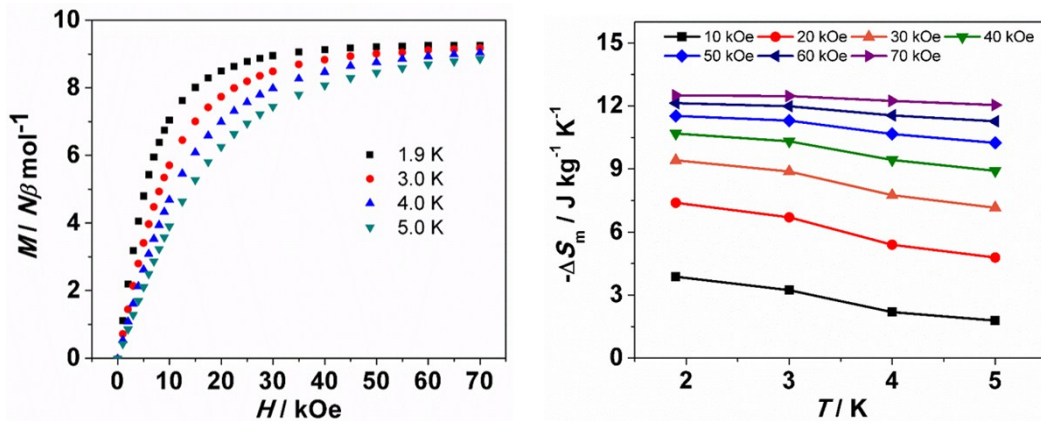 10
8
6
4
2
0
M / Nβ mol⁻¹
1.9 K
3.0 K
4.0 K
5.0 K
0 10 20 30 40 50 60 70
H / kOe
10 kOe 20 kOe 30 kOe 40 kOe
50 kOe 60 kOe 70 kOe
15
12
9
6
3
0
-ΔSm / J kg⁻¹ K⁻¹
2 3 4 5
T / K